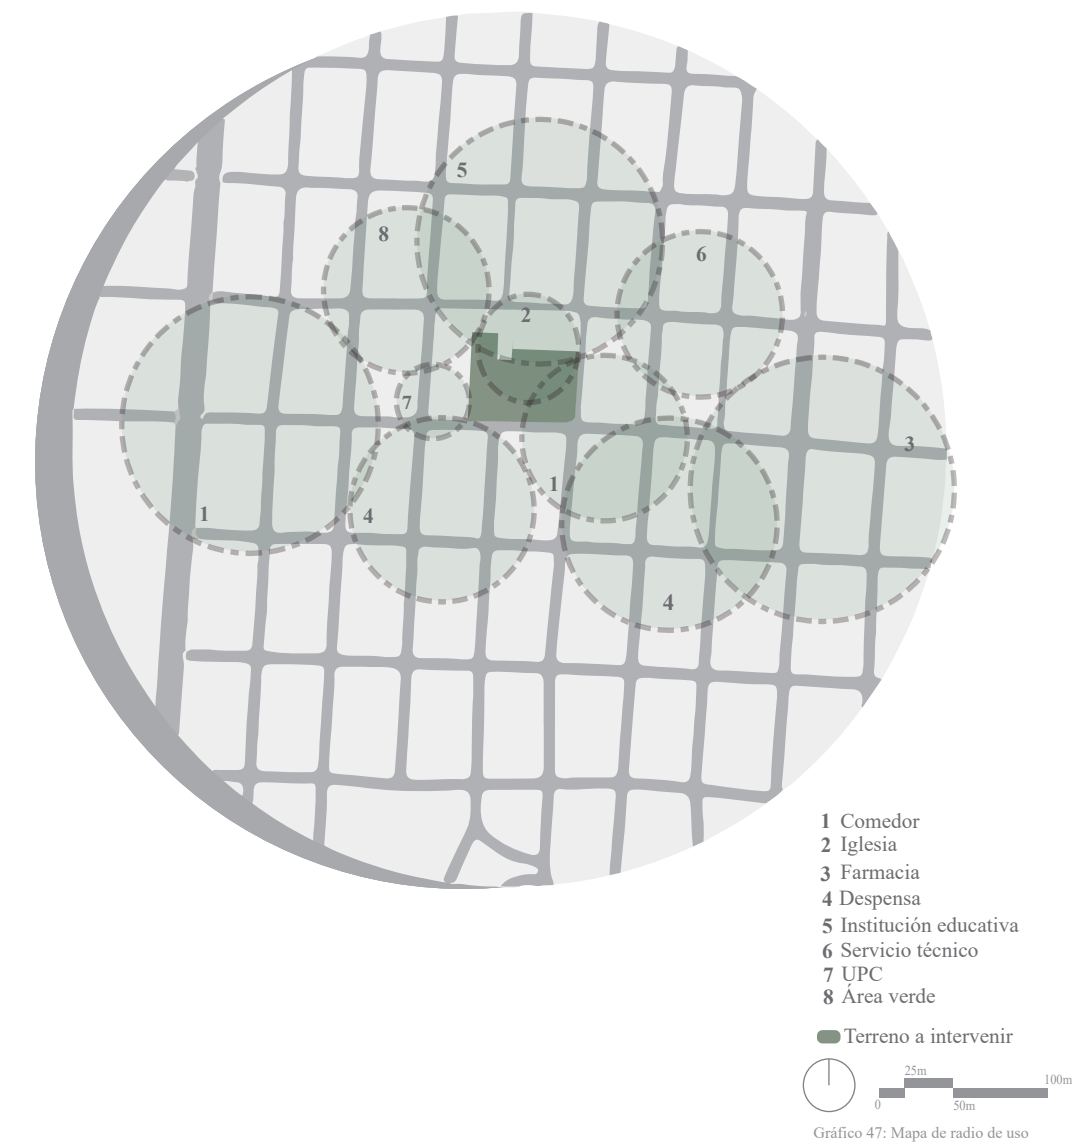 5
8
6
2
7
3
1
1
4
4
1 Comedor
2 Iglesia
3 Farmacia
4 Despensa
5 Institución educativa
6 Servicio técnico
7 UPC
8 Área verde
Terreno a intervenir
25m
100m
0
50m
Gráfico 47: Mapa de radio de uso